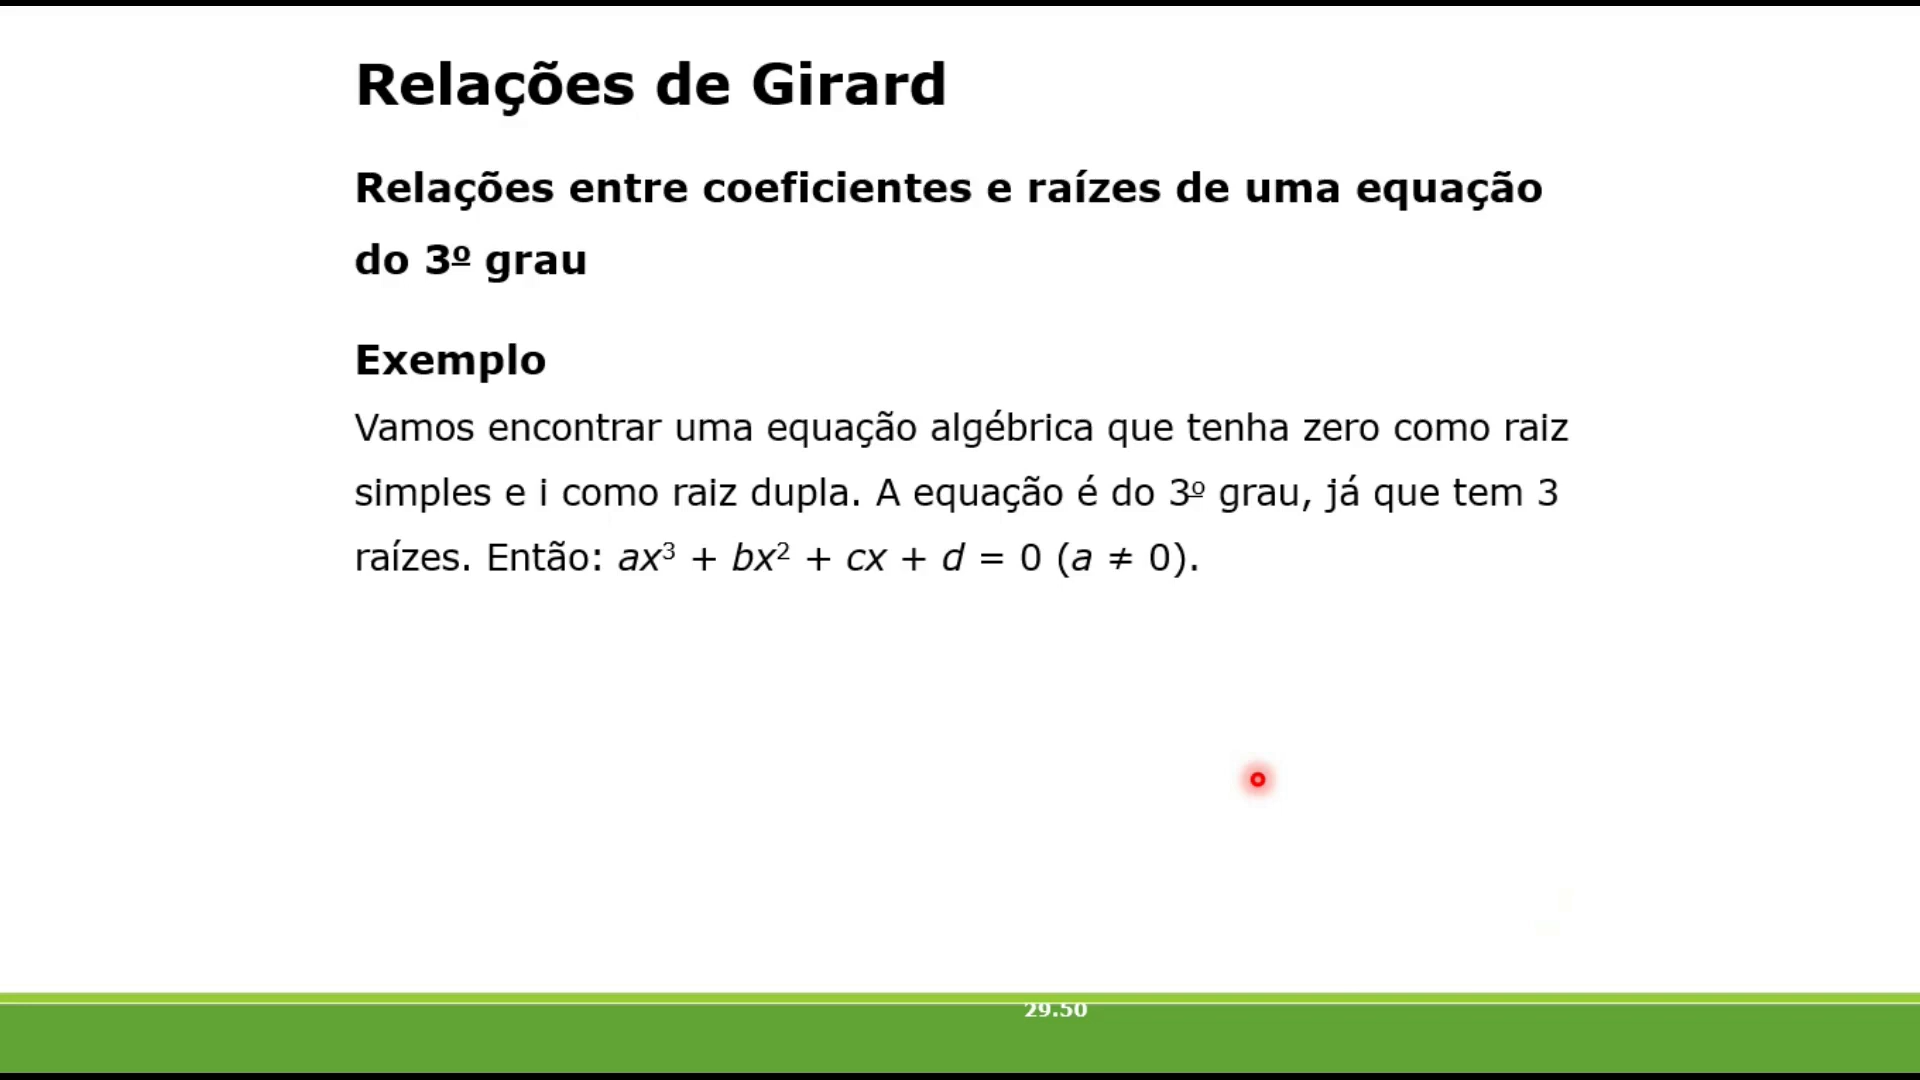 Relações de Girard
Relações entre coeficientes e raízes de uma equação
do 3º grau
Exemplo
Vamos encontrar uma equação algébrica que tenha zero como raiz
simples e i como raiz dupla. A equação é do 3º grau, já que tem 3
raízes. Então: ax³ + bx² + cx + d = 0 (a ≠ 0).
29.50